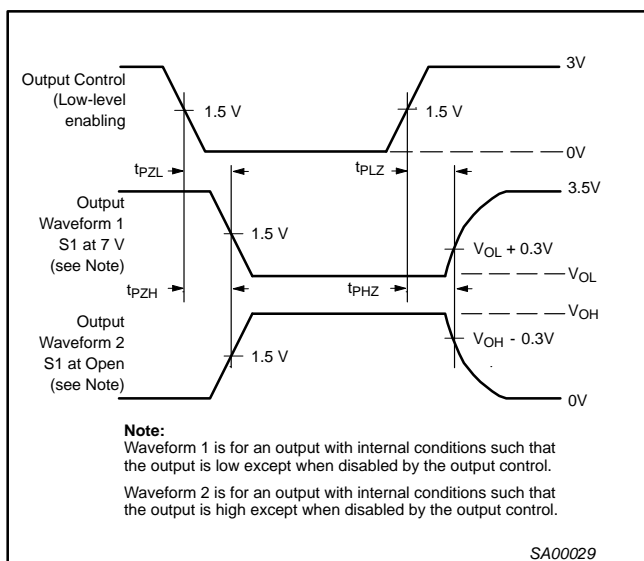 3V
Output Control
(Low-level
enabling
1.5 V
1.5 V
0V
tPZL
tPLZ
3.5V
Output
Waveform 1
S1 at 7 V
(see Note)
1.5 V
VOL + 0.3V
VOL
tPZH
tPHZ
VOH
Output
Waveform 2
S1 at Open
(see Note)
1.5 V
VOH - 0.3V
0V
Note:
Waveform 1 is for an output with internal conditions such that
the output is low except when disabled by the output control.
Waveform 2 is for an output with internal conditions such that
the output is high except when disabled by the output control.
SA00029